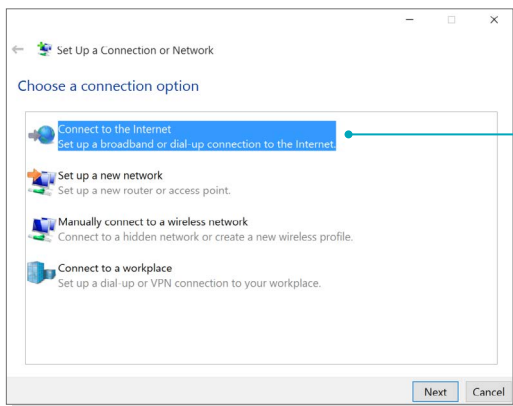 Set Up a Connection or Network
Choose a connection option
Connect to the Internet
Set up a broadband or dial-up connection to the Internet.
Set up a new network
Set up a new router or access point.
Manually connect to a wireless network
Connect to a hidden network or create a new wireless profile.
Connect to a workplace
Set up a dial-up or VPN connection to your workplace.
Next Cancel